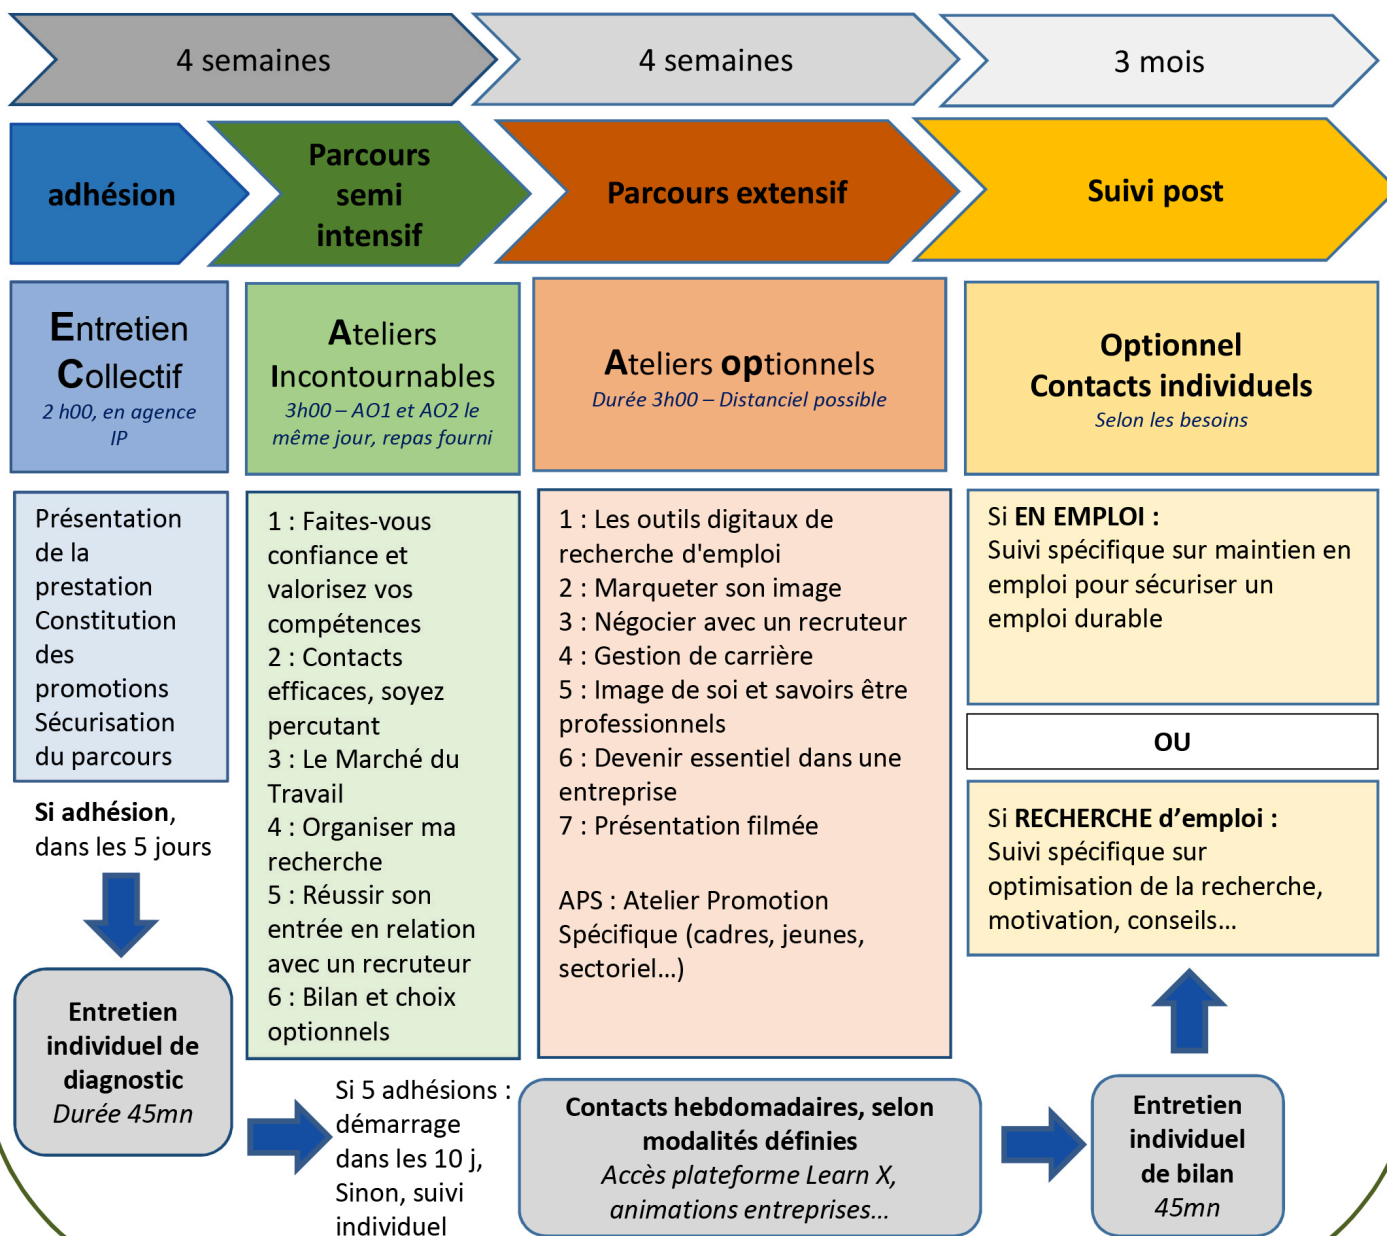 4 semaines
4 semaines
3 mois
adhésion
Parcours
semi
intensif
Parcours extensif
Suivi post
Entretien
Collectif
2 h00, en agence
IP
Ateliers
Incontournables
3h00 – AO1 et AO2 le
même jour, repas fourni
Ateliers optionnels
Durée 3h00 – Distanciel possible
Optionnel
Contacts individuels
Selon les besoins
Présentation
de la
prestation
Constitution
des
promotions
Sécurisation
du parcours
Si adhésion,
dans les 5 jours
Entretien
individuel de
diagnostic
Durée 45mn
1 : Faites-vous
confiance et
valorisez vos
compétences
2 : Contacts
efficaces, soyez
percutant
3 : Le Marché du
Travail
4 : Organiser ma
recherche
5 : Réussir son
entrée en relation
avec un recruteur
6 : Bilan et choix
optionnels
Si 5 adhésions :
démarrage
dans les 10 j,
Sinon, suivi
individuel
1 : Les outils digitaux de
recherche d'emploi
2 : Marqueter son image
3 : Négocier avec un recruteur
4 : Gestion de carrière
5 : Image de soi et savoirs être
professionnels
6 : Devenir essentiel dans une
entreprise
7 : Présentation filmée
APS : Atelier Promotion
Spécifique (cadres, jeunes,
sectoriel…)
Contacts hebdomadaires, selon
modalités définies
Accès plateforme Learn X,
animations entreprises…
Si EN EMPLOI :
Suivi spécifique sur maintien en
emploi pour sécuriser un
emploi durable
OU
Si RECHERCHE d’emploi :
Suivi spécifique sur
optimisation de la recherche,
motivation, conseils…
Entretien
individuel
de bilan
45mn